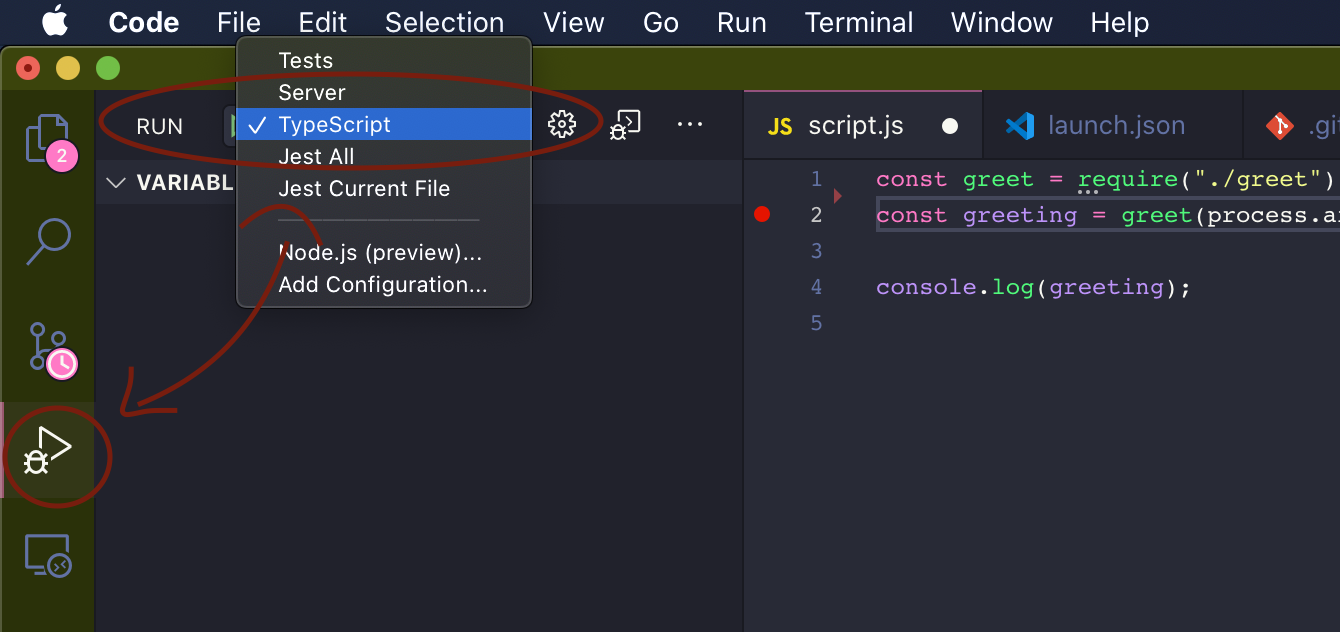 Code File Edit Selection View Go Run Terminal Window Help
Tests
Server
RUN ✓ TypeScript
Jest All
Jest Current File
Node.js (preview)...
Add Configuration...
VARIABL
2
JS script.js launch.json .gi
1 const greet = require("./greet")
2 const greeting = greet(process.a
3
4 console.log(greeting);
5